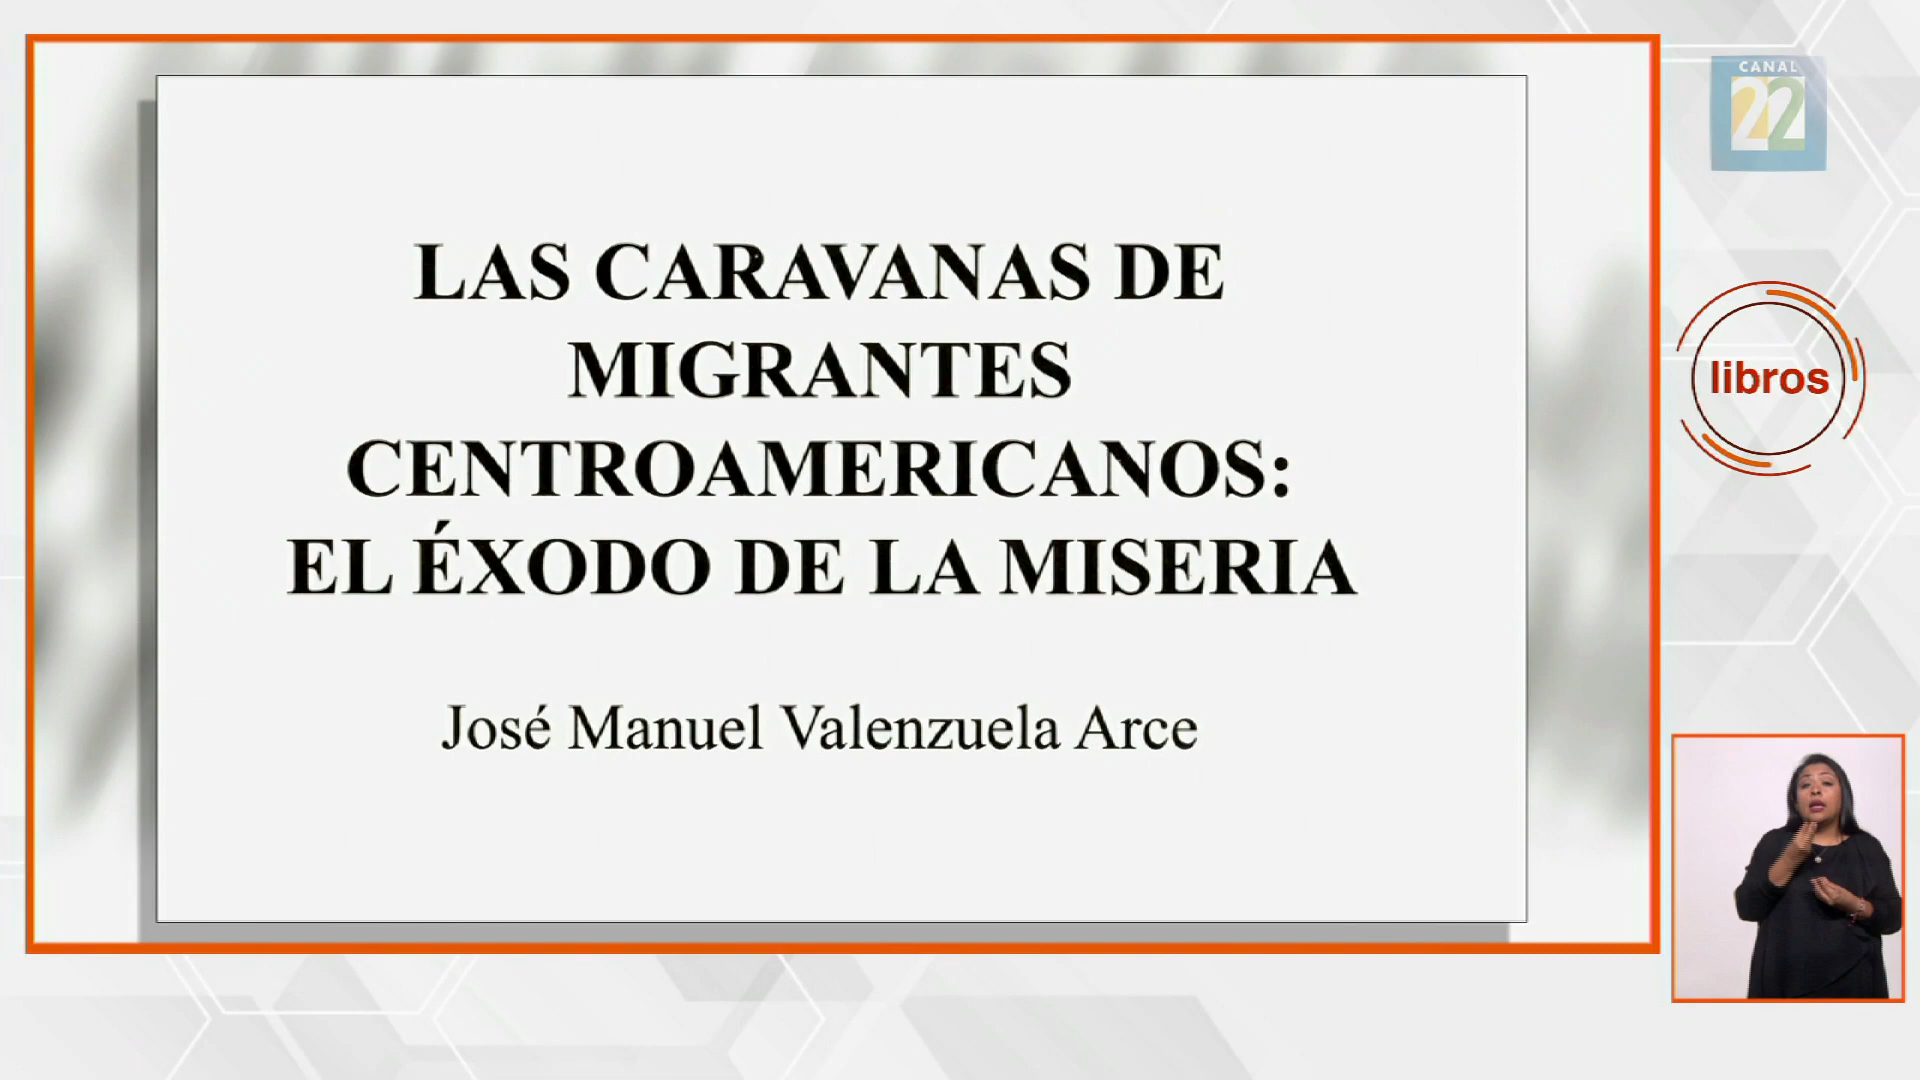 LAS CARAVANAS DE
MIGRANTES
CENTROAMERICANOS:
EL ÉXODO DE LA MISERIA
José Manuel Valenzuela Arce
CANAL
22
libros